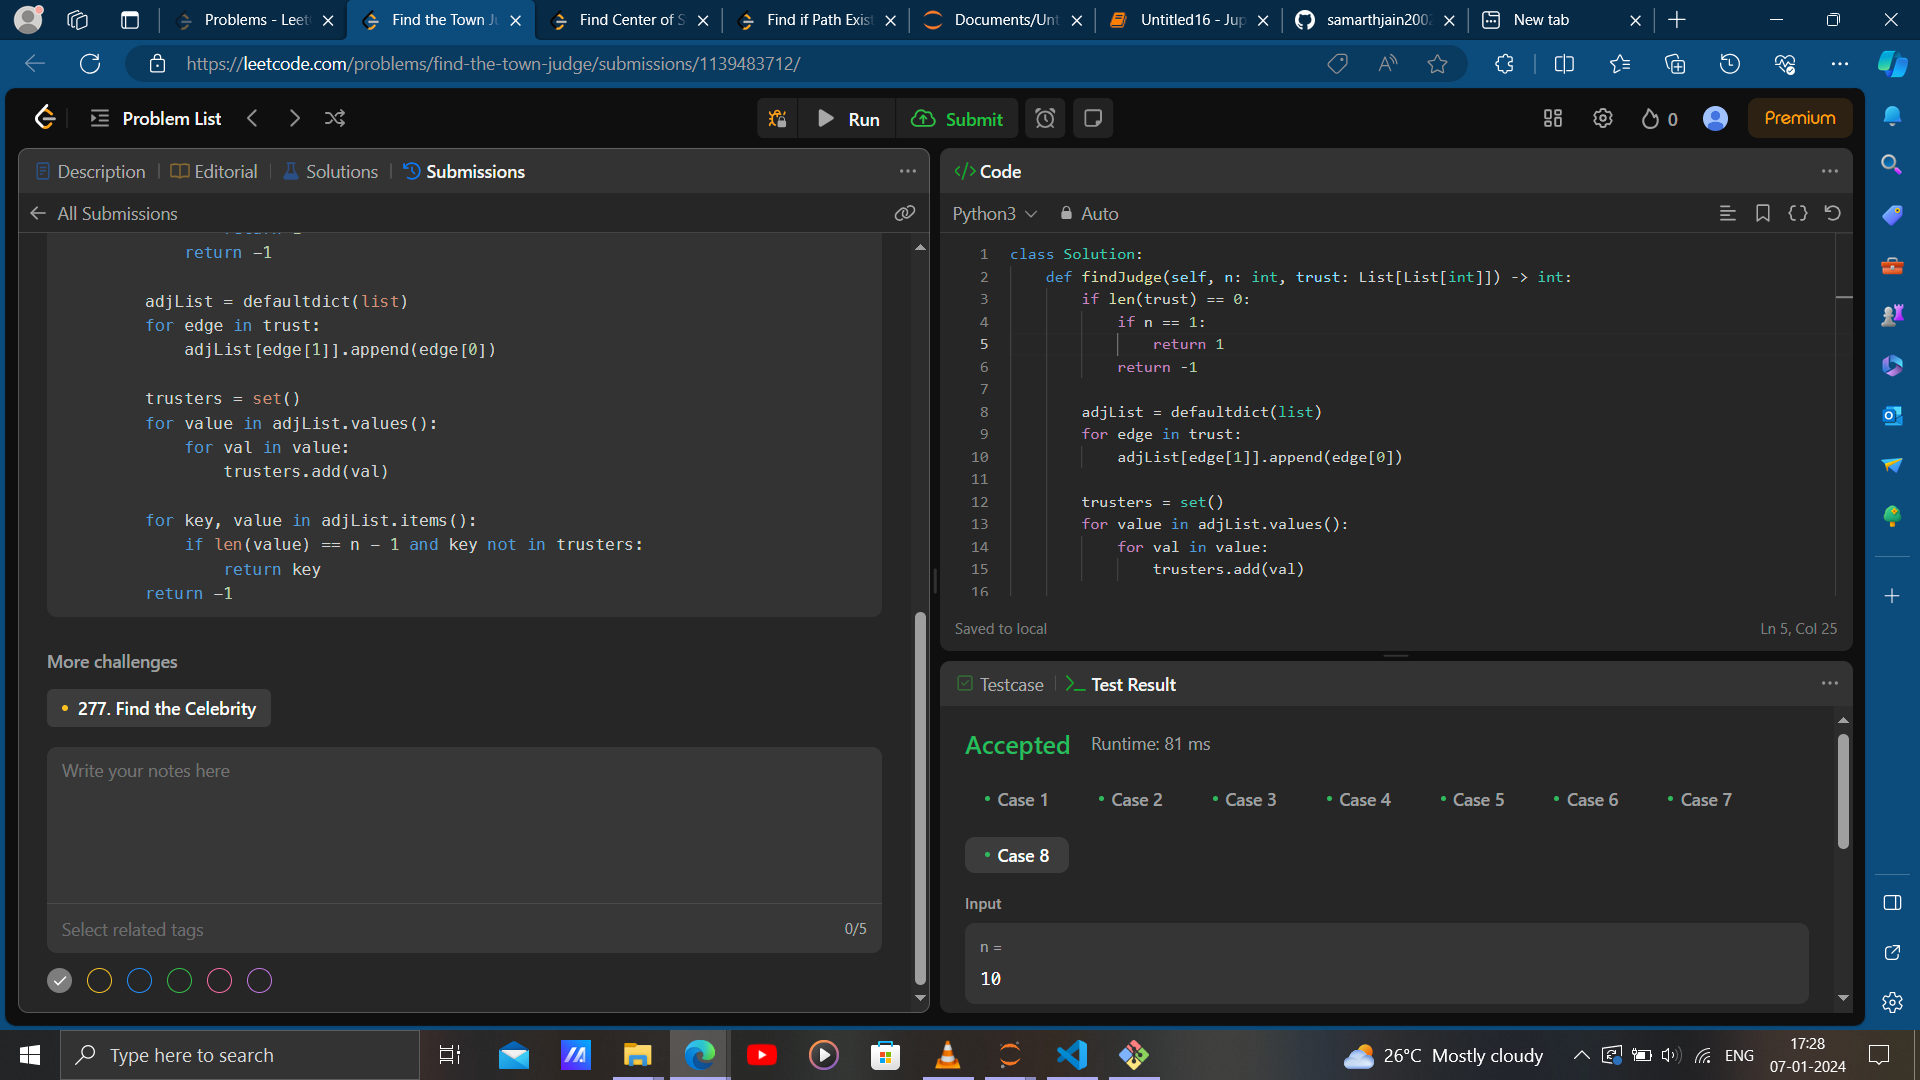 Problems - Leet
Find the Town Ju
Find Center of S
Find if Path Exist
Documents/Unt
Untitled16 - Jup
samarthjain2002
New tab
https://leetcode.com/problems/find-the-town-judge/submissions/1139483712/
Problem List
Run
Submit
0
Premium
Description
Editorial
Solutions
Submissions
All Submissions
return -1
adjList = defaultdict(list)
for edge in trust:
adjList[edge[1]].append(edge[0])
trusters = set()
for value in adjList.values():
for val in value:
trusters.add(val)
for key, value in adjList.items():
if len(value) == n - 1 and key not in trusters:
return key
return -1
More challenges
277. Find the Celebrity
Write your notes here
Select related tags
0/5
Code
Python3
Auto
1 class Solution:
2 def findJudge(self, n: int, trust: List[List[int]]) -> int:
3 if len(trust) == 0:
4 if n == 1:
5 return 1
6 return -1
7
8 adjList = defaultdict(list)
9 for edge in trust:
10 adjList[edge[1]].append(edge[0])
11
12 trusters = set()
13 for value in adjList.values():
14 for val in value:
15 trusters.add(val)
16
Saved to local
Ln 5, Col 25
Testcase
Test Result
Accepted
Runtime: 81 ms
Case 1
Case 2
Case 3
Case 4
Case 5
Case 6
Case 7
Case 8
Input
n =
10
Type here to search
26°C Mostly cloudy
ENG
17:28
07-01-2024